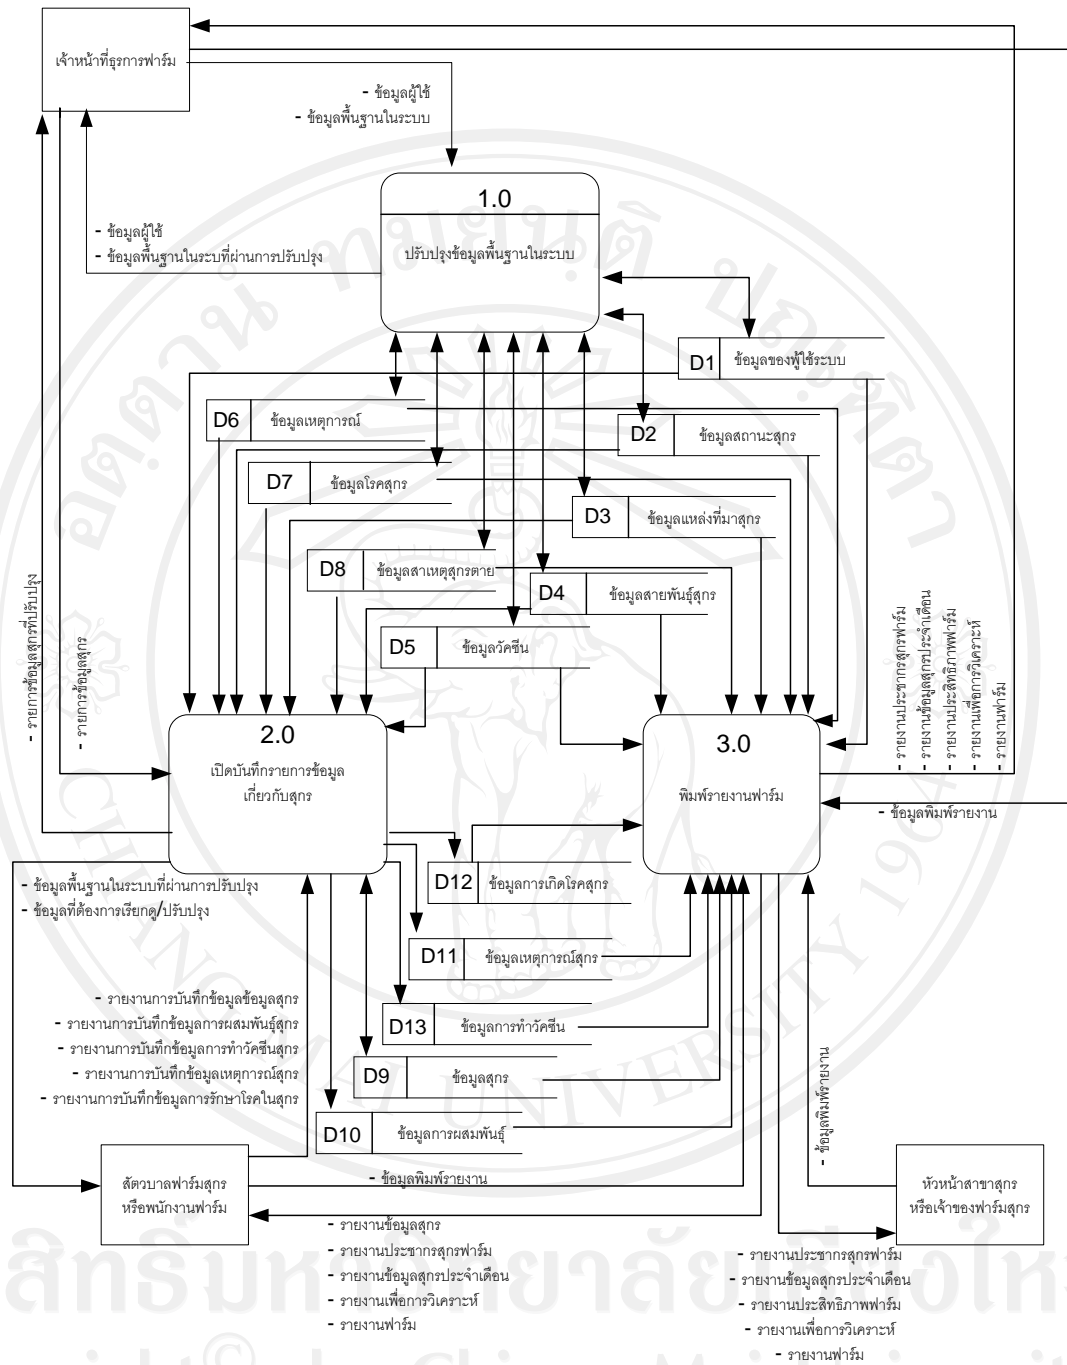 เจ้าหน้าที่ธุรการฟาร์ม
- ข้อมูลผู้ใช้
- ข้อมูลพื้นฐานในระบบ
1.0
ปรับปรุงข้อมูลพื้นฐานในระบบ
- ข้อมูลผู้ใช้
- ข้อมูลพื้นฐานในระบที่ผ่านการปรับปรุง
D1 ข้อมูลของผู้ใช้ระบบ
D6 ข้อมูลเหตุการณ์
D2 ข้อมูลสถานะสุกร
D7 ข้อมูลโรคสุกร
D3 ข้อมูลแหล่งที่มาสุกร
D8 ข้อมูลสาเหตุสุกรตาย
D4 ข้อมูลสายพันธุ์สุกร
D5 ข้อมูลวัคซีน
- รายการข้อมูลสุกรที่ปรับปรุง
- รายการข้อมูลสุกร
- รายงานประชากรสุกรฟาร์ม
- รายงานข้อมูลสุกรประจำเดือน
- รายงานประสิทธิภาพฟาร์ม
- รายงานเพื่อการวิเคราะห์
- รายงานฟาร์ม
2.0
เปิดบันทึกรายการข้อมูล
เกี่ยวกับสุกร
3.0
พิมพ์รายงานฟาร์ม
- ข้อมูลพิมพ์รายงาน
D12 ข้อมูลการเกิดโรคสุกร
- ข้อมูลพื้นฐานในระบบที่ผ่านการปรับปรุง
- ข้อมูลที่ต้องการเรียกดู/ปรับปรุง
D11 ข้อมูลเหตุการณ์สุกร
D13 ข้อมูลการทำวัคซีน
- รายงานการบันทึกข้อมูลข้อมูลสุกร
- รายงานการบันทึกข้อมูลการผสมพันธุ์สุกร
- รายงานการบันทึกข้อมูลการทำวัคซีนสุกร
- รายงานการบันทึกข้อมูลเหตุการณ์สุกร
- รายงานการบันทึกข้อมูลการรักษาโรคในสุกร
D9 ข้อมูลสุกร
D10 ข้อมูลการผสมพันธุ์
- ข้อมูลพิมพ์รายงาน
สัตวบาลฟาร์มสุกร
หรือพนักงานฟาร์ม
- ข้อมูลพิมพ์รายงาน
หัวหน้าสาขาสุกร
หรือเจ้าของฟาร์มสุกร
- รายงานข้อมูลสุกร
- รายงานประชากรสุกรฟาร์ม
- รายงานข้อมูลสุกรประจำเดือน
- รายงานเพื่อการวิเคราะห์
- รายงานฟาร์ม
- รายงานประชากรสุกรฟาร์ม
- รายงานข้อมูลสุกรประจำเดือน
- รายงานประสิทธิภาพฟาร์ม
- รายงานเพื่อการวิเคราะห์
- รายงานฟาร์ม
CHIANG MAI UNIVERSITY 1964